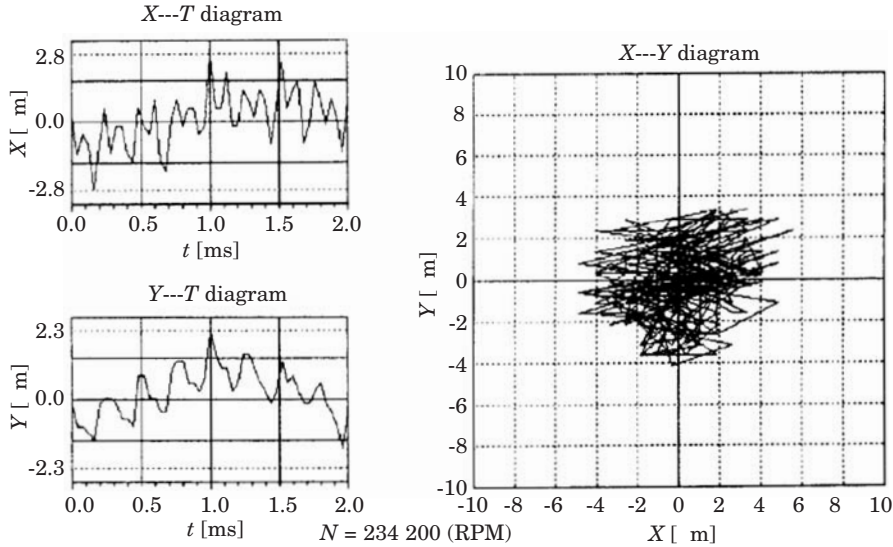 X---T diagram
2.8
0.0
-2.8
X [ m]
0.0 0.5 1.0 1.5 2.0
t [ms]
Y---T diagram
2.3
0.0
-2.3
Y [ m]
0.0 0.5 1.0 1.5 2.0
t [ms]
N = 234 200 (RPM)
X---Y diagram
10
8
6
4
2
0
-2
-4
-6
-8
-10
Y [ m]
-10 -8 -6 -4 -2 0 2 4 6 8 10
X [ m]